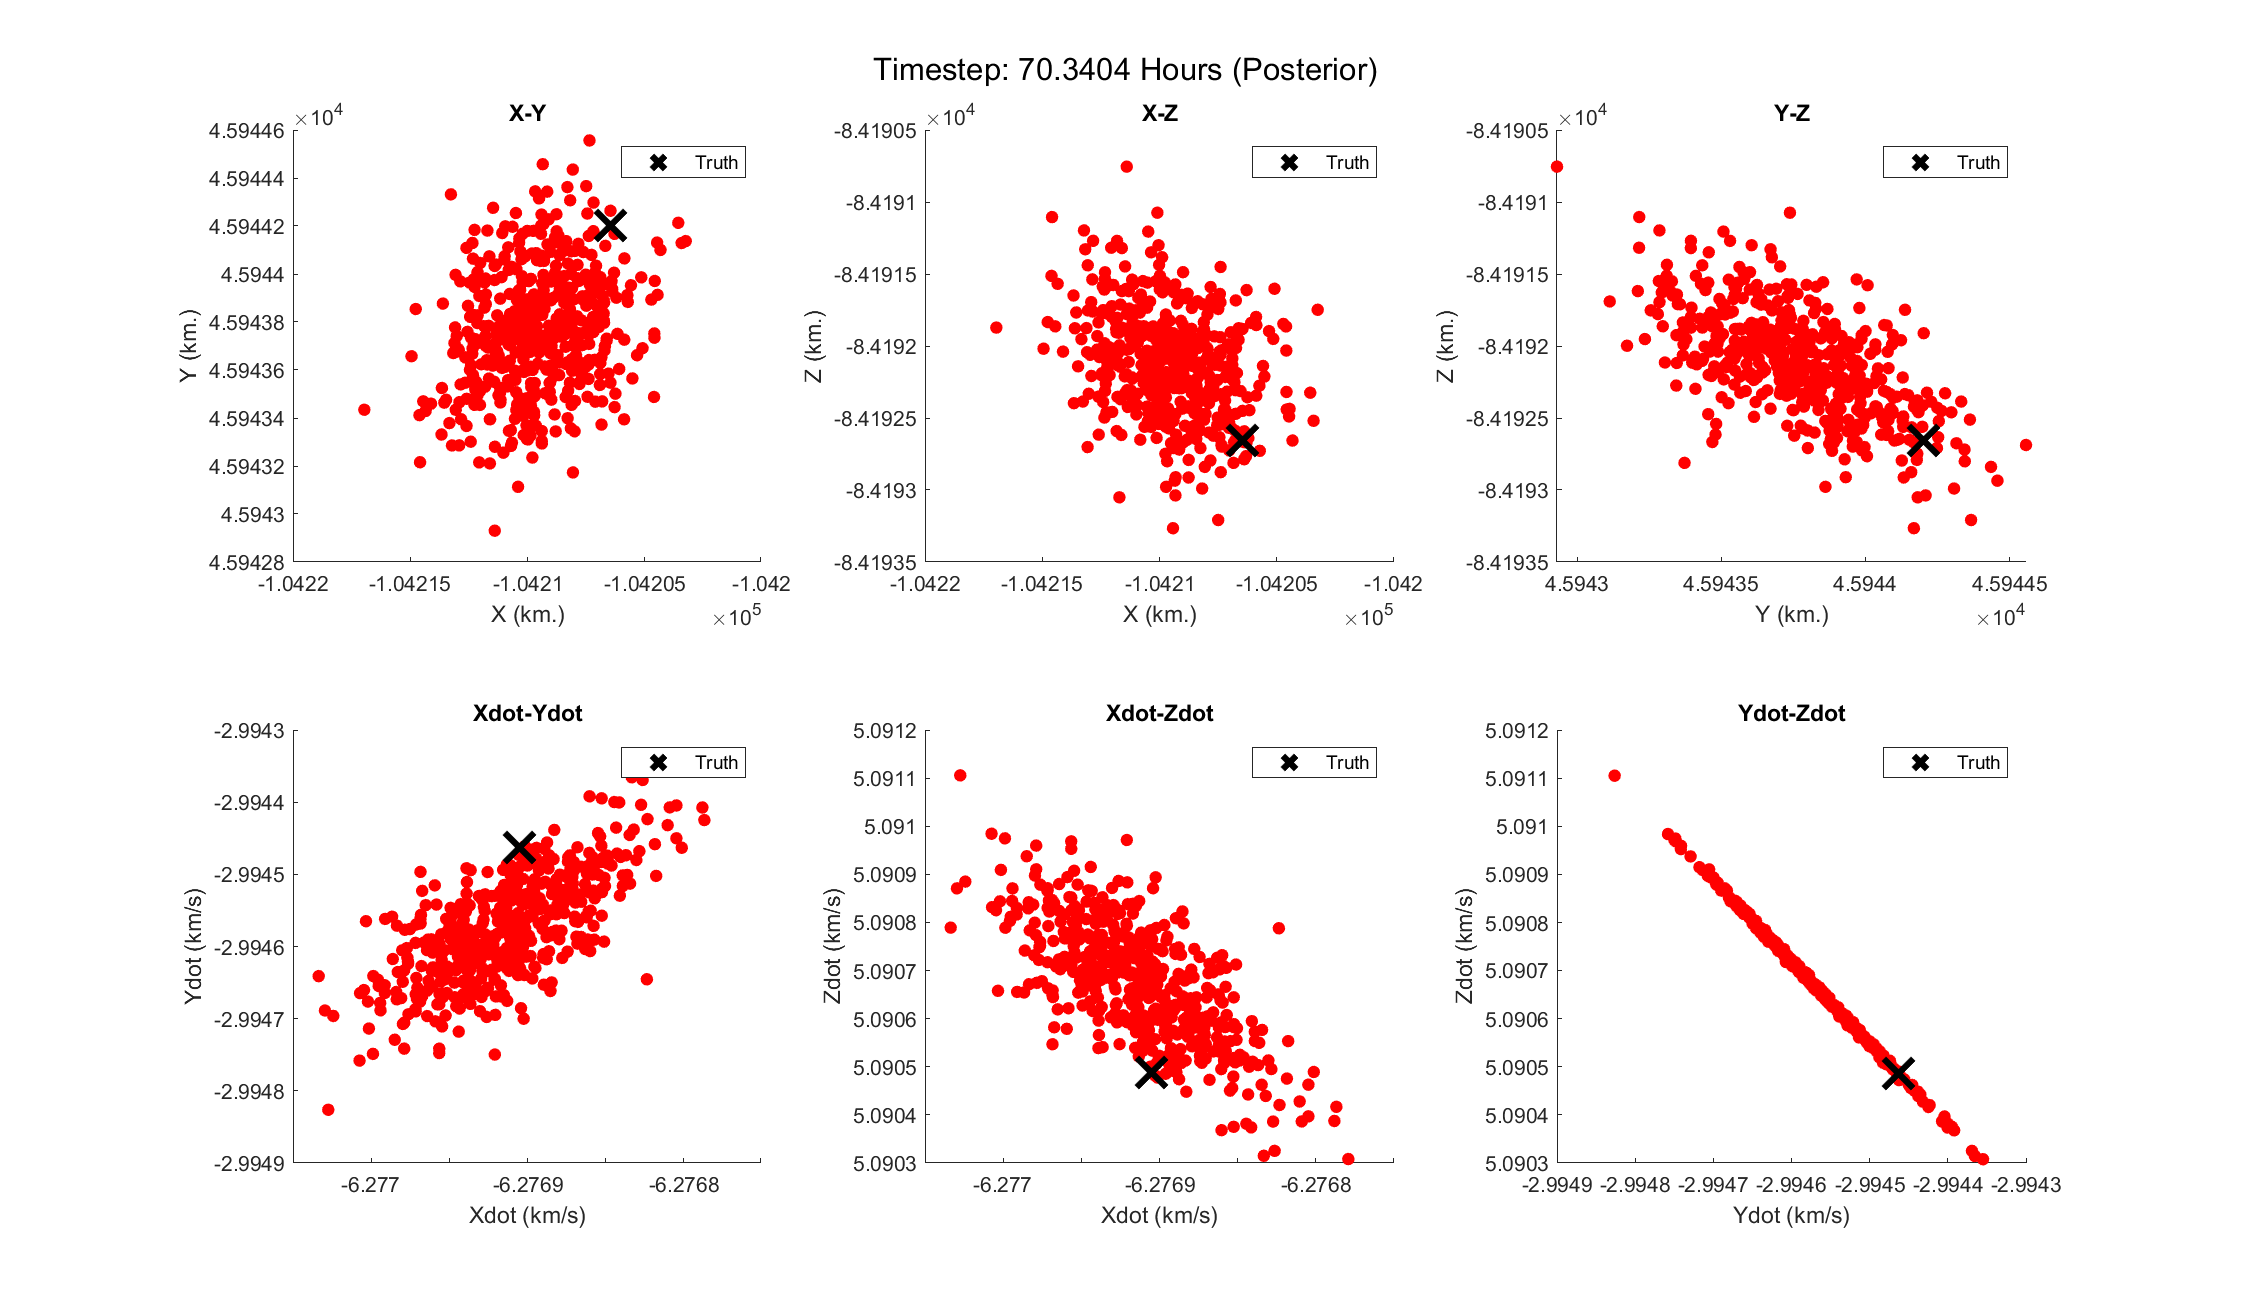 Timestep: 70.3404 Hours (Posterior)
X-Y
×10^4
4.59446
4.59444
4.59442
4.5944
4.59438
4.59436
4.59434
4.59432
4.5943
4.59428
Y (km.)
Truth
-1.0422 -1.04215 -1.0421 -1.04205 -1.042
X (km.)
×10^5
X-Z
×10^4
-8.41905
-8.4191
-8.41915
-8.4192
-8.41925
-8.4193
-8.41935
Z (km.)
Truth
-1.0422 -1.04215 -1.0421 -1.04205 -1.042
X (km.)
×10^5
Y-Z
×10^4
-8.41905
-8.4191
-8.41915
-8.4192
-8.41925
-8.4193
-8.41935
Z (km.)
Truth
4.5943 4.59435 4.5944 4.59445
Y (km.)
×10^4
Xdot-Ydot
-2.9943
-2.9944
-2.9945
-2.9946
-2.9947
-2.9948
-2.9949
Ydot (km/s)
Truth
-6.277 -6.2769 -6.2768
Xdot (km/s)
Xdot-Zdot
5.0912
5.0911
5.091
5.0909
5.0908
5.0907
5.0906
5.0905
5.0904
5.0903
Zdot (km/s)
Truth
-6.277 -6.2769 -6.2768
Xdot (km/s)
Ydot-Zdot
5.0912
5.0911
5.091
5.0909
5.0908
5.0907
5.0906
5.0905
5.0904
5.0903
Zdot (km/s)
Truth
-2.9949 -2.9948 -2.9947 -2.9946 -2.9945 -2.9944 -2.9943
Ydot (km/s)